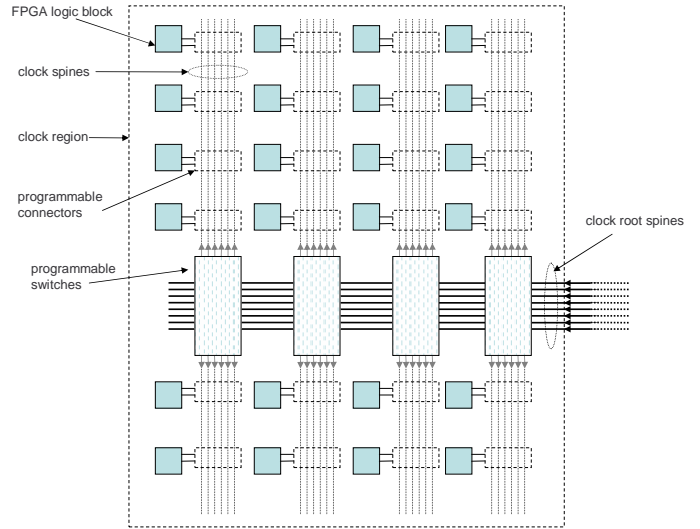 FPGA logic block
clock spines
clock region
programmable
connectors
clock root spines
programmable
switches